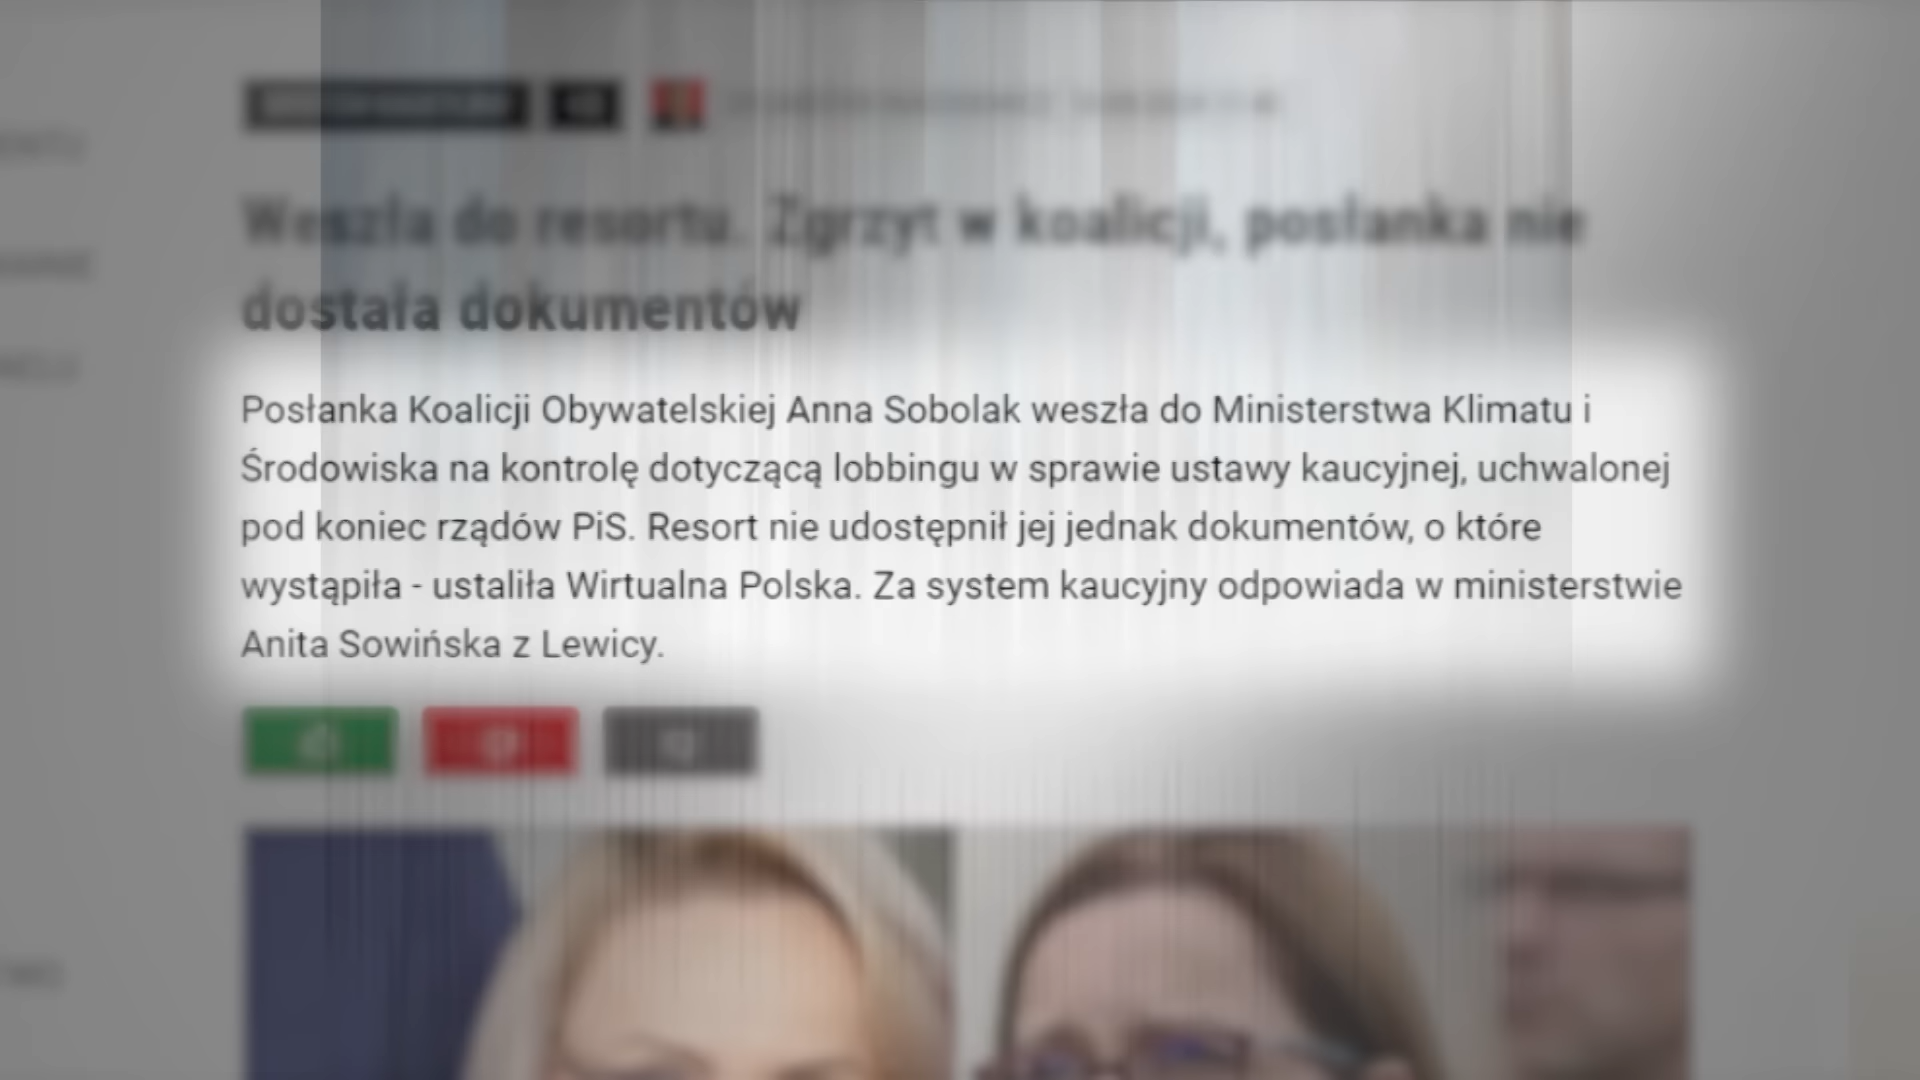 Weszła do resortu. Zgrzyt w koalicji, posłanka nie
dostała dokumentów
Posłanka Koalicji Obywatelskiej Anna Sobolak weszła do Ministerstwa Klimatu i
Środowiska na kontrolę dotyczącą lobbingu w sprawie ustawy kaucyjnej, uchwalonej
pod koniec rządów PiS. Resort nie udostępnił jej jednak dokumentów, o które
wystąpiła - ustaliła Wirtualna Polska. Za system kaucyjny odpowiada w ministerstwie
Anita Sowińska z Lewicy.